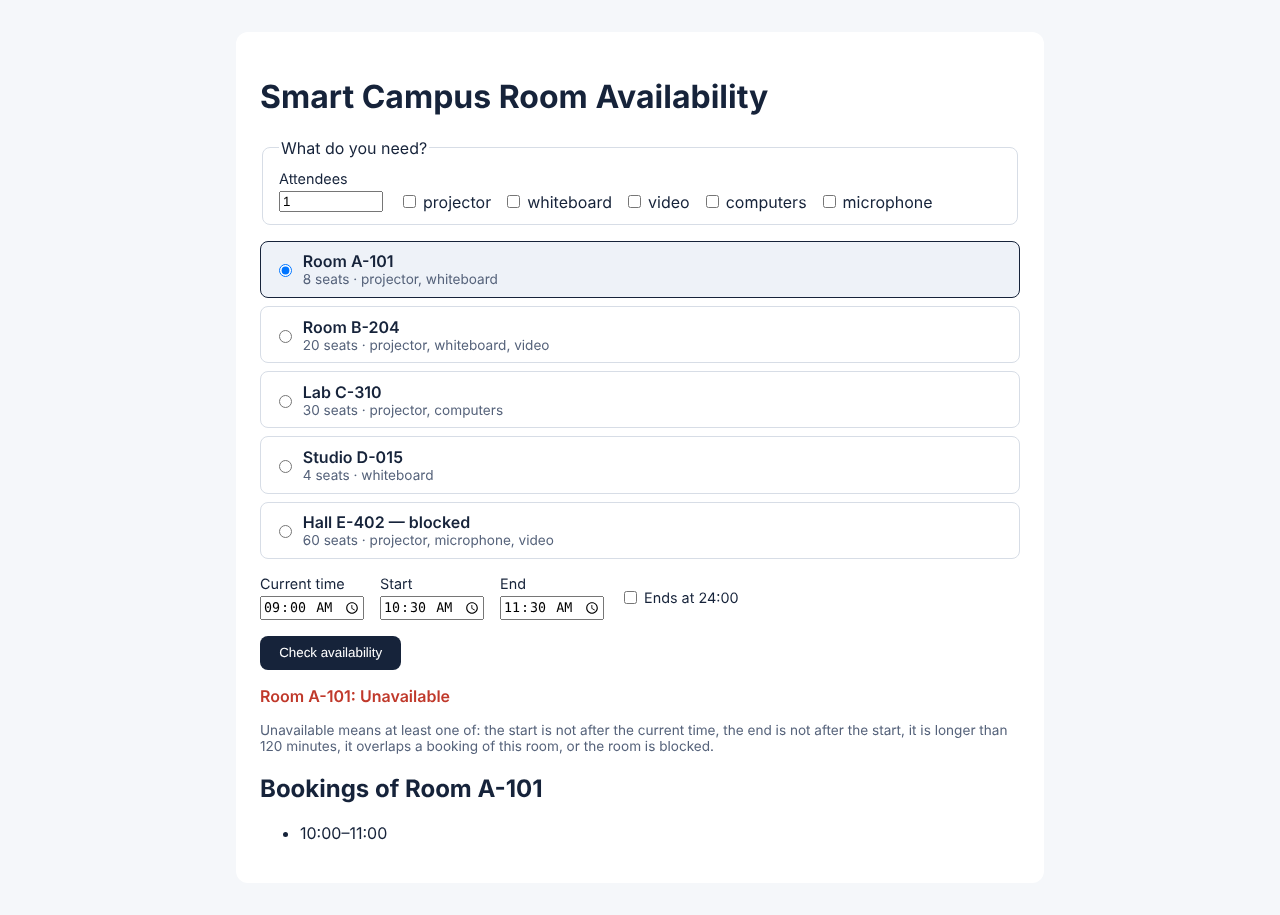 Smart Campus Room Availability
What do you need?
Attendees
1 projector whiteboard video computers microphone
Room A-101
8 seats · projector, whiteboard
Room B-204
20 seats · projector, whiteboard, video
Lab C-310
30 seats · projector, computers
Studio D-015
4 seats · whiteboard
Hall E-402 — blocked
60 seats · projector, microphone, video
Current time Start End
09:00 AM 10:30 AM 11:30 AM Ends at 24:00
Check availability
Room A-101: Unavailable
Unavailable means at least one of: the start is not after the current time, the end is not after the start, it is longer than
120 minutes, it overlaps a booking of this room, or the room is blocked.
Bookings of Room A-101
• 10:00–11:00